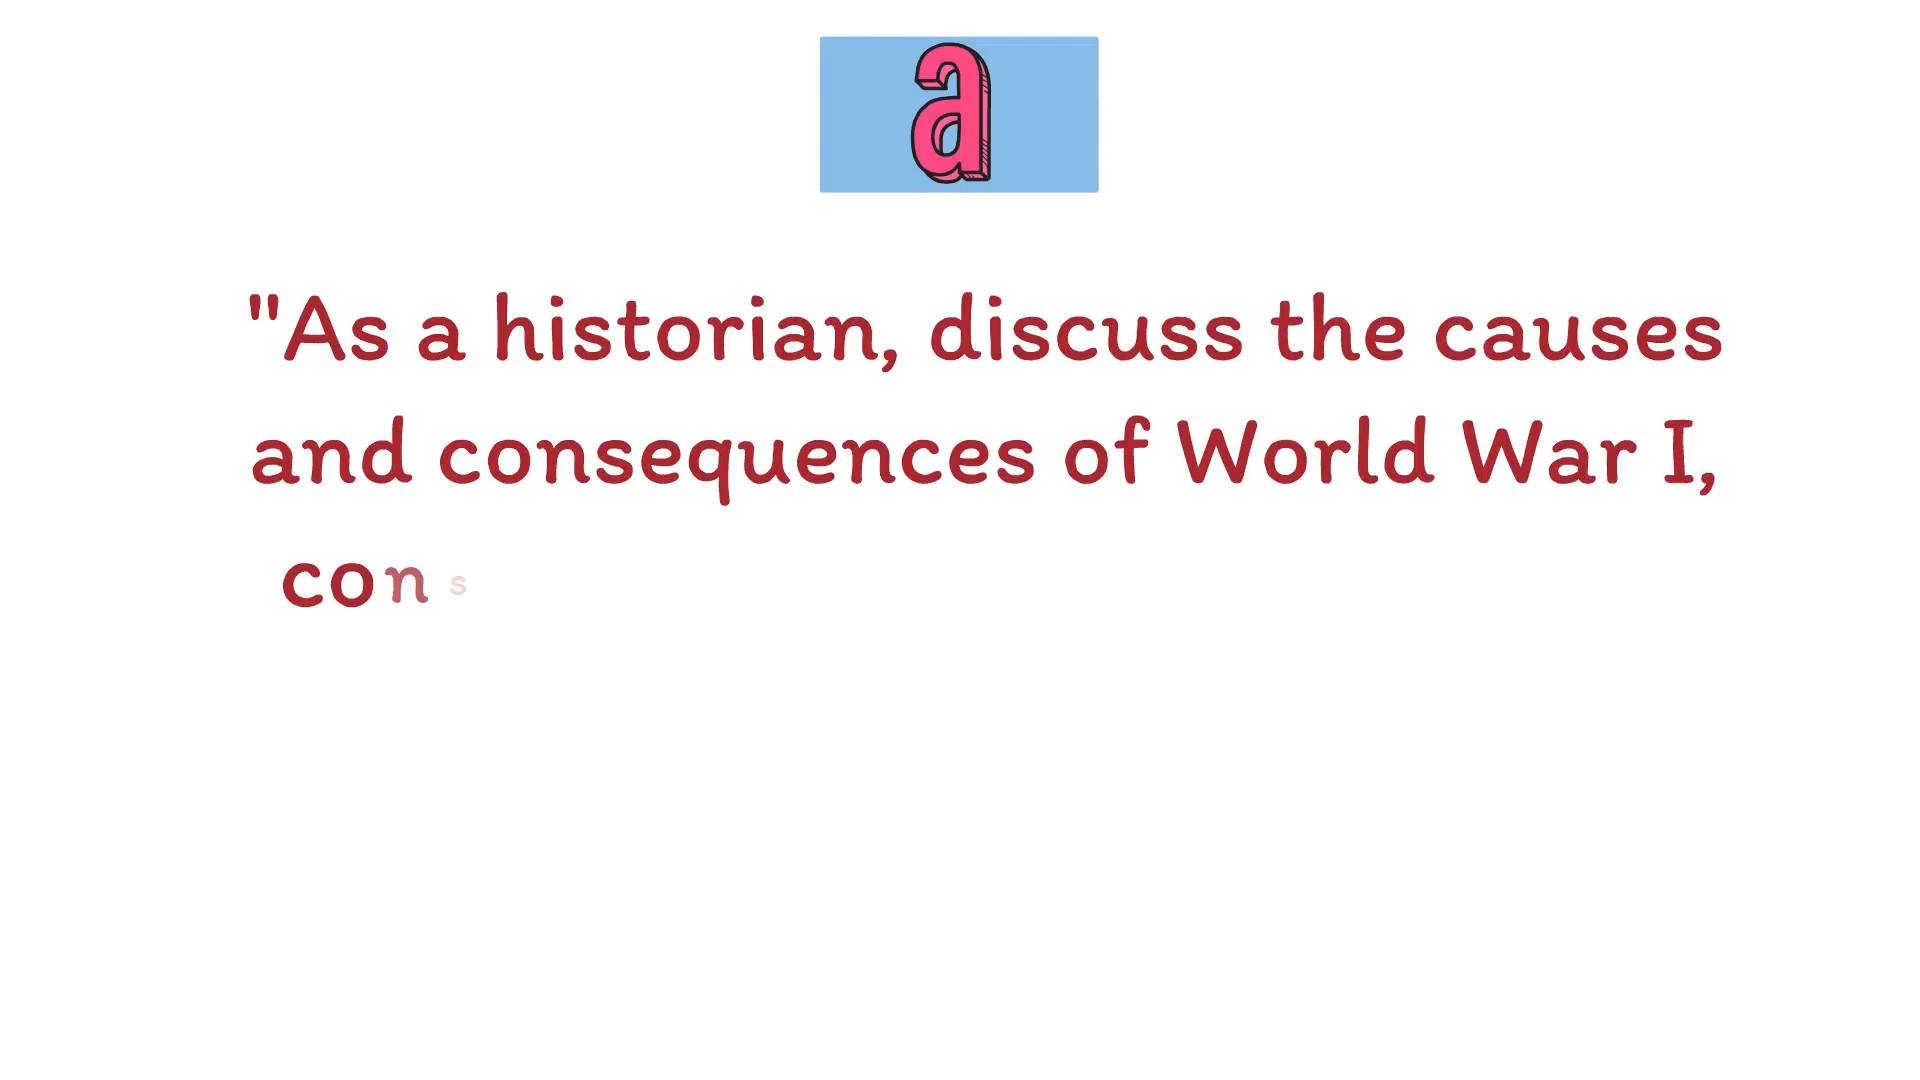 a
"As a historian, discuss the causes
and consequences of World War I,
cons